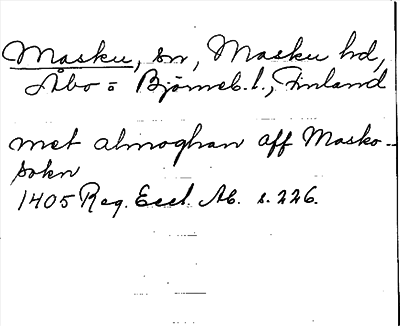 Masku, sn, Masku hd,
Åbo = Björneb. l., Finland
met almoghan aff Masko-
sokn
1405 Reg. Eccl. Ab. s. 226.